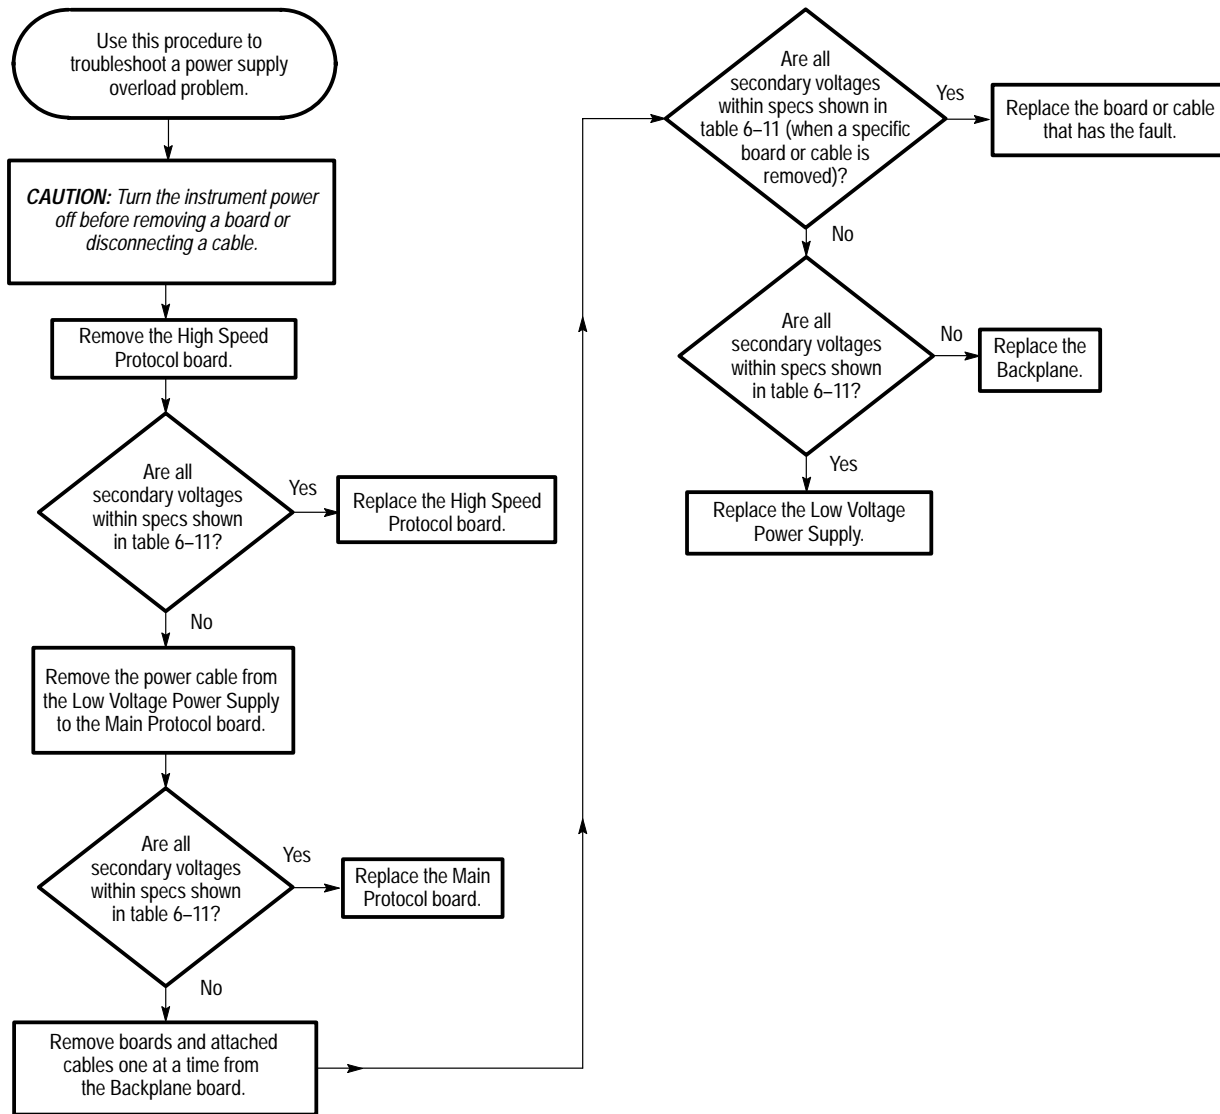 Use this procedure to
troubleshoot a power supply
overload problem.
CAUTION: Turn the instrument power
off before removing a board or
disconnecting a cable.
Remove the High Speed
Protocol board.
Are all
secondary voltages
within specs shown
in table 6–11?
Yes
Replace the High Speed
Protocol board.
No
Remove the power cable from
the Low Voltage Power Supply
to the Main Protocol board.
Are all
secondary voltages
within specs shown
in table 6–11?
Yes
Replace the Main
Protocol board.
No
Remove boards and attached
cables one at a time from
the Backplane board.
Are all
secondary voltages
within specs shown in
table 6–11 (when a specific
board or cable is
removed)?
Yes
Replace the board or cable
that has the fault.
No
Are all
secondary voltages
within specs shown
in table 6–11?
No
Replace the
Backplane.
Yes
Replace the Low Voltage
Power Supply.